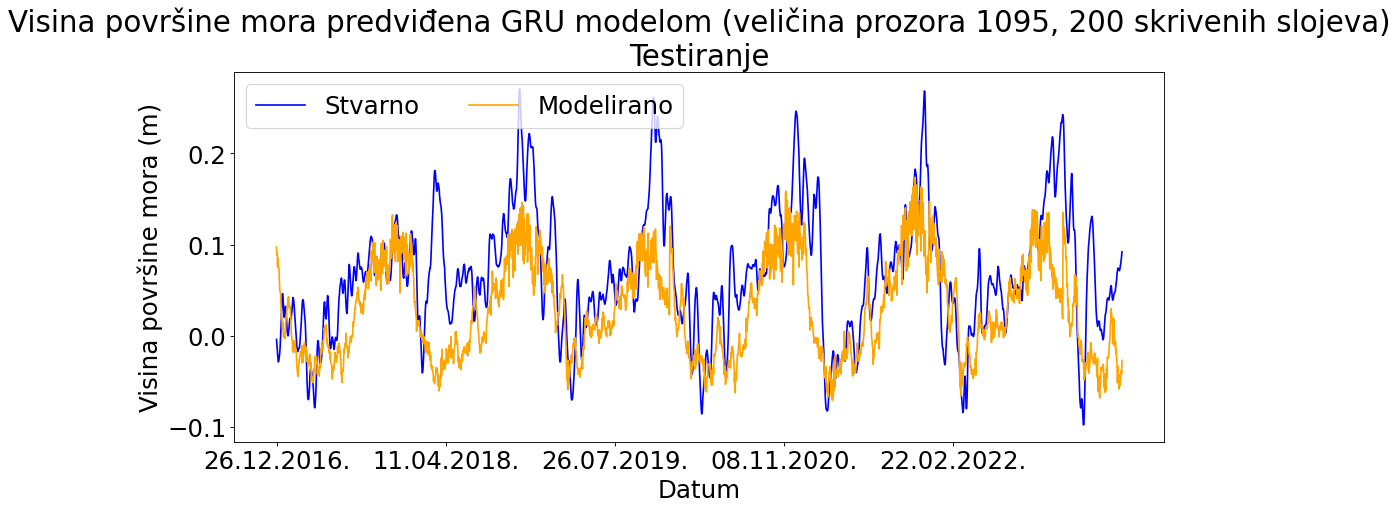 Visina površine mora predviđena GRU modelom (veličina prozora 1095, 200 skrivenih slojeva)
Testiranje
Stvarno
Modelirano
Visina površine mora (m)
0.2
0.1
0.0
−0.1
26.12.2016.
11.04.2018.
26.07.2019.
08.11.2020.
22.02.2022.
Datum